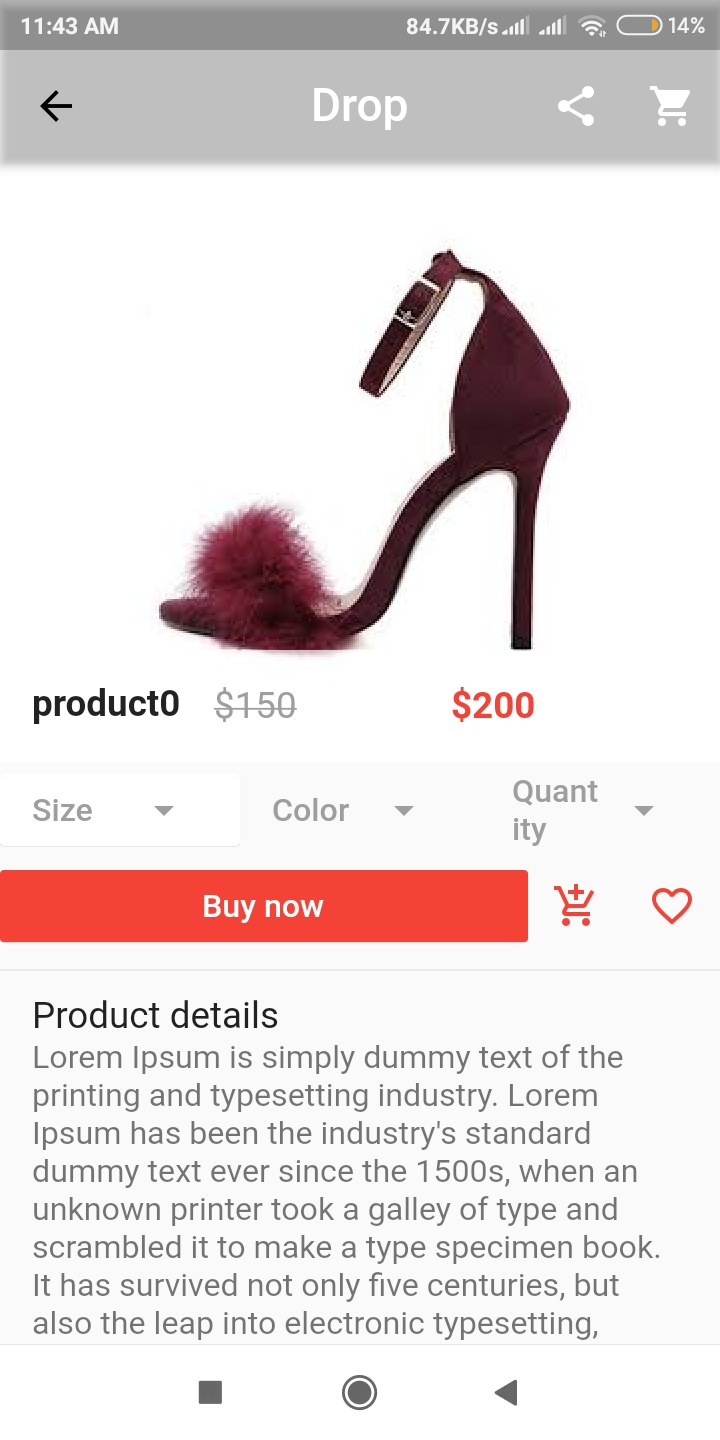 11:43 AM 84.7KB/s 14%
Drop
product0 $150 $200
Size Color Quant
ity
Buy now
Product details
Lorem Ipsum is simply dummy text of the
printing and typesetting industry. Lorem
Ipsum has been the industry's standard
dummy text ever since the 1500s, when an
unknown printer took a galley of type and
scrambled it to make a type specimen book.
It has survived not only five centuries, but
also the leap into electronic typesetting,